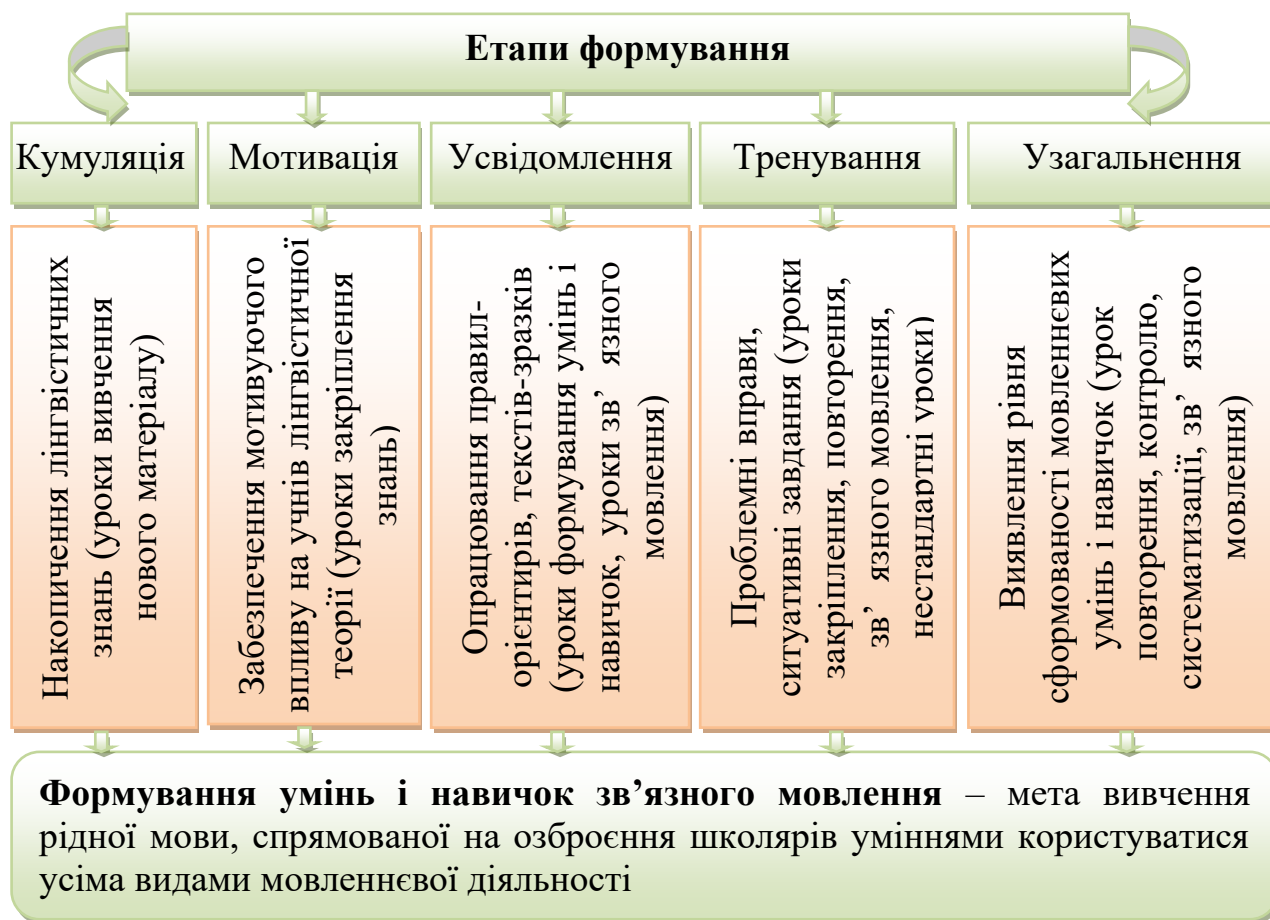 Етапи формування
Кумуляція
Мотивація
Усвідомлення
Тренування
Узагальнення
Накопичення лінгвістичних
знань (уроки вивчення
нового матеріалу)
Забезпечення мотивуючого
впливу на учнів лінгвістичної
теорії (уроки закріплення
знань)
Опрацювання правил-
орієнтирів, текстів-зразків
(уроки формування умінь і
навичок, уроки зв’ язного
мовлення)
Проблемні вправи,
ситуативні завдання (уроки
закріплення, повторення,
зв’ язного мовлення,
нестандартні уроки)
Виявлення рівня
сформованості мовленнєвих
умінь і навичок (урок
повторення, контролю,
систематизації, зв’ язного
мовлення)
Формування умінь і навичок зв’язного мовлення – мета вивчення
рідної мови, спрямованої на озброєння школярів уміннями користуватися
усіма видами мовленнєвої діяльності